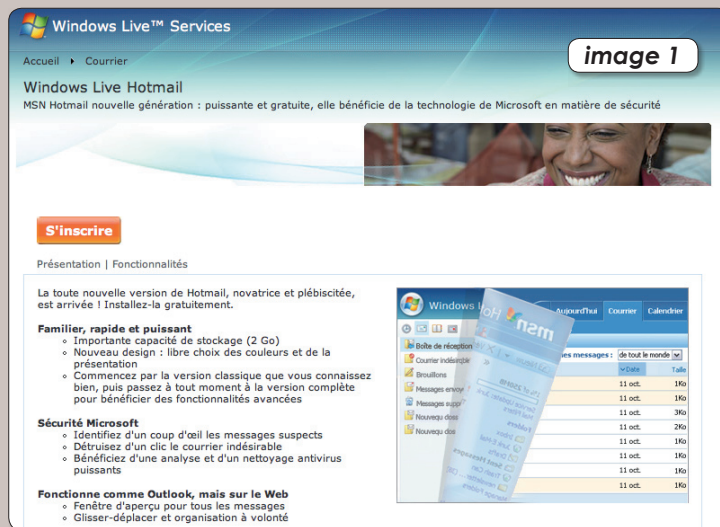 Windows Live™ Services
image 1
Accueil ▸ Courrier
Windows Live Hotmail
MSN Hotmail nouvelle génération : puissante et gratuite, elle bénéficie de la technologie de Microsoft en matière de sécurité
S'inscrire
Présentation | Fonctionnalités
La toute nouvelle version de Hotmail, novatrice et plébiscitée,
est arrivée ! Installez-la gratuitement.
Familier, rapide et puissant
Importante capacité de stockage (2 Go)
Nouveau design : libre choix des couleurs et de la
présentation
Commencez par la version classique que vous connaissez
bien, puis passez à tout moment à la version complète
pour bénéficier des fonctionnalités avancées
Sécurité Microsoft
Identifiez d'un coup d'œil les messages suspects
Détruisez d'un clic le courrier indésirable
Bénéficiez d'une analyse et d'un nettoyage antivirus
puissants
Fonctionne comme Outlook, mais sur le Web
Fenêtre d'aperçu pour tous les messages
Glisser-déplacer et organisation à volonté
Windows
msn Hot
Aujourd'hui Courrier Calendrier
Boîte de réception
Courrier indésirable
Brouillons
Messages envoy
Messages supp
Nouveau doss
Nouveau dos
es messages : de tout le monde
Date Taille
11 oct. 1Ko
11 oct. 1Ko
11 oct. 3Ko
11 oct. 2Ko
11 oct. 1Ko
11 oct. 1Ko
11 oct. 1Ko
11 oct. 1Ko